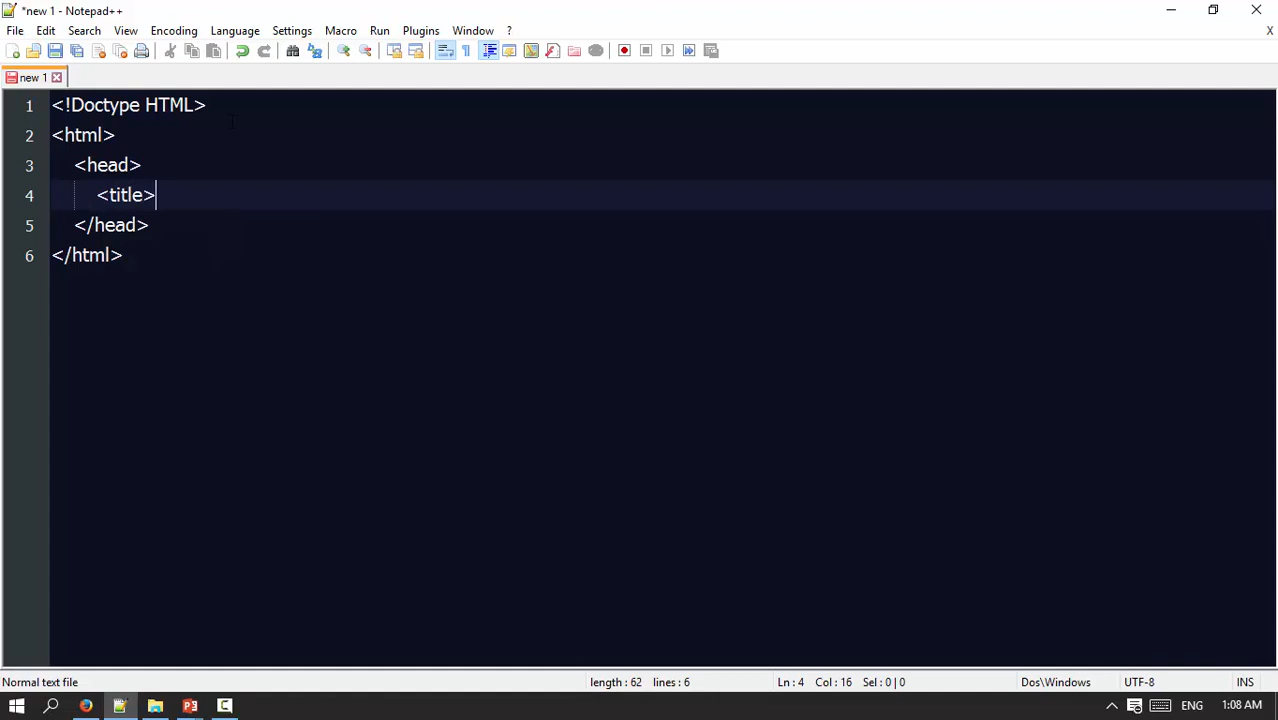 *new 1 - Notepad++
File Edit Search View Encoding Language Settings Macro Run Plugins Window ? X
new 1
1 <!Doctype HTML>
2 <html>
3 <head>
4 <title>
5 </head>
6 </html>
Normal text file length : 62 lines : 6 Ln : 4 Col : 16 Sel : 0 | 0 Dos\Windows UTF-8 INS
ENG 1:08 AM